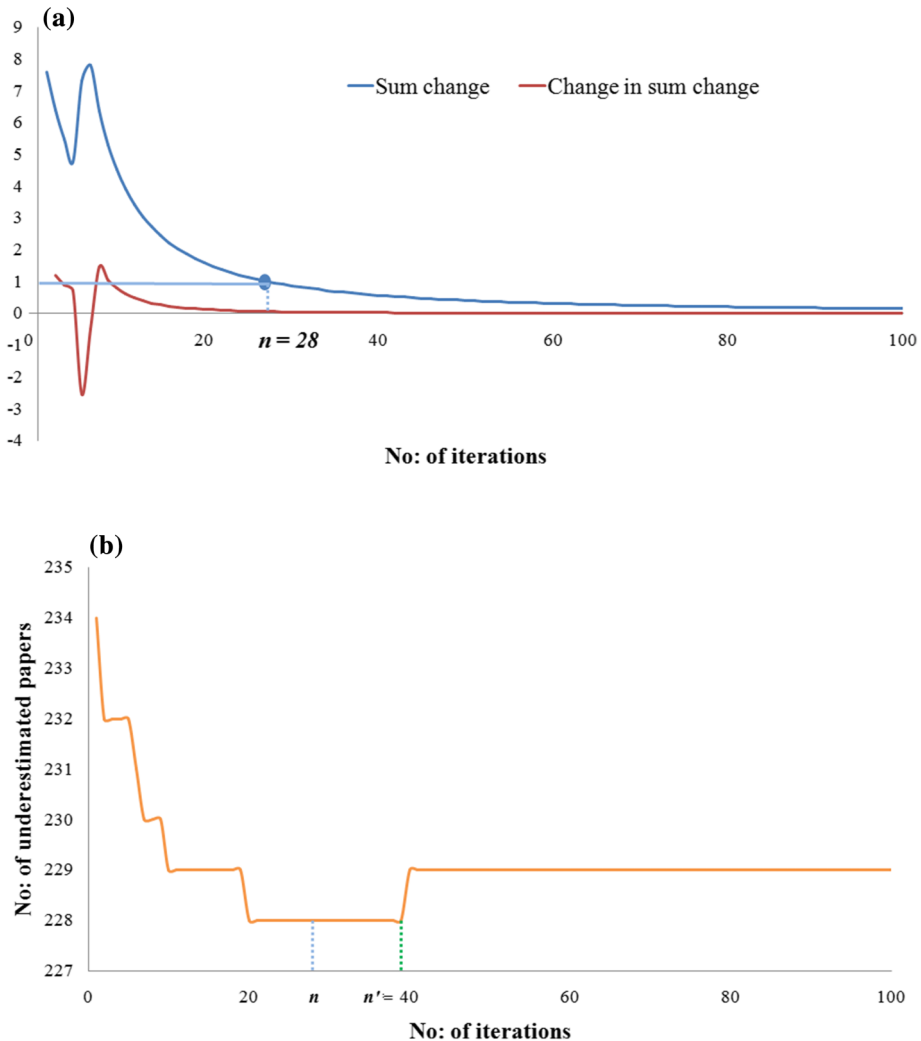 (a)
9
8
Sum change
Change in sum change
7
6
5
4
3
2
1
0
0 20 n = 28 40 60 80 100
-1
-2
-3
-4
No: of iterations
(b)
No: of underestimated papers
235
234
233
232
231
230
229
228
227
0 20 n n' = 40 60 80 100
No: of iterations